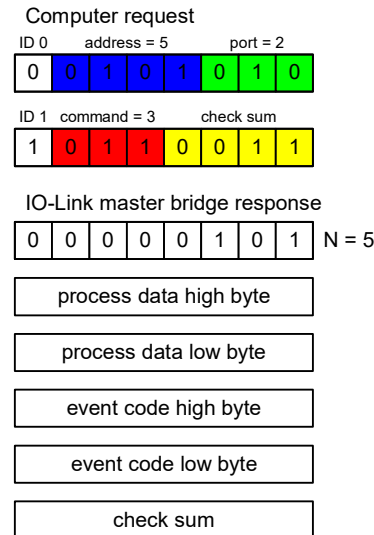 Computer request
ID 0 address = 5 port = 2
0 0 1 0 1 0 1 0
ID 1 command = 3 check sum
1 0 1 1 0 0 1 1
IO-Link master bridge response
0 0 0 0 0 1 0 1 N = 5
process data high byte
process data low byte
event code high byte
event code low byte
check sum